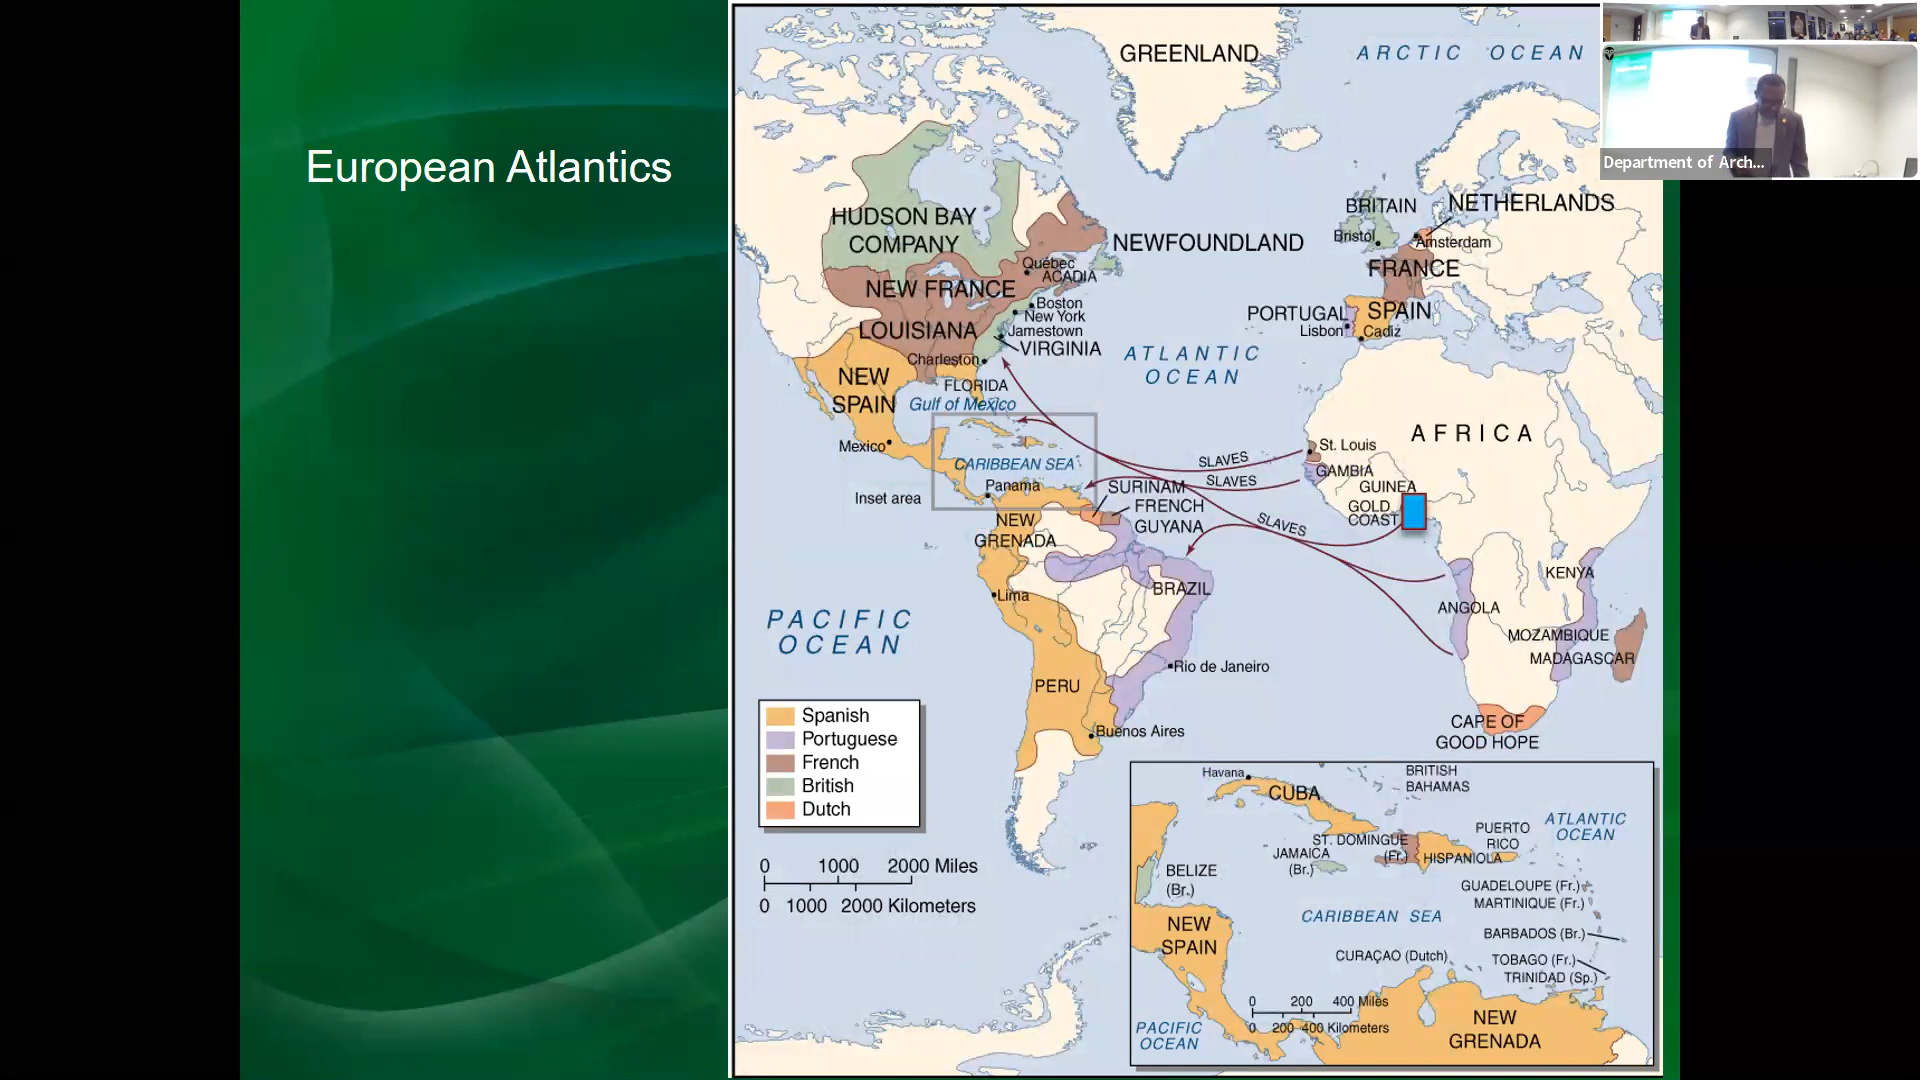 European Atlantics
GREENLAND
ARCTIC OCEAN
Department of Arch...
HUDSON BAY
COMPANY
NEWFOUNDLAND
BRITAIN
NETHERLANDS
Bristol
Amsterdam
Québec
ACADIA
FRANCE
NEW FRANCE
Boston
New York
PORTUGAL
SPAIN
LOUISIANA
Jamestown
Lisbon
Cadiz
VIRGINIA
Charleston
ATLANTIC
OCEAN
NEW
SPAIN
FLORIDA
Gulf of Mexico
AFRICA
Mexico
St. Louis
CARIBBEAN SEA
SLAVES
GAMBIA
SLAVES
Panama
SURINAM
GUINEA
Inset area
FRENCH
GUYANA
GOLD
COAST
NEW
GRENADA
SLAVES
BRAZIL
KENYA
Lima
ANGOLA
PACIFIC
OCEAN
MOZAMBIQUE
MADAGASCAR
Rio de Janeiro
PERU
CAPE OF
GOOD HOPE
Buenos Aires
Spanish
Portuguese
French
British
Dutch
0 1000 2000 Miles
0 1000 2000 Kilometers
Havana
CUBA
BRITISH
BAHAMAS
ATLANTIC
OCEAN
PUERTO
RICO
ST. DOMINGUE
(Fr.)
HISPANIOLA
JAMAICA
(Br.)
BELIZE
(Br.)
GUADELOUPE (Fr.)
MARTINIQUE (Fr.)
CARIBBEAN SEA
NEW
SPAIN
BARBADOS (Br.)
CURAÇAO (Dutch)
TOBAGO (Fr.)
TRINIDAD (Sp.)
0 200 400 Miles
0 200 400 Kilometers
PACIFIC
OCEAN
NEW
GRENADA